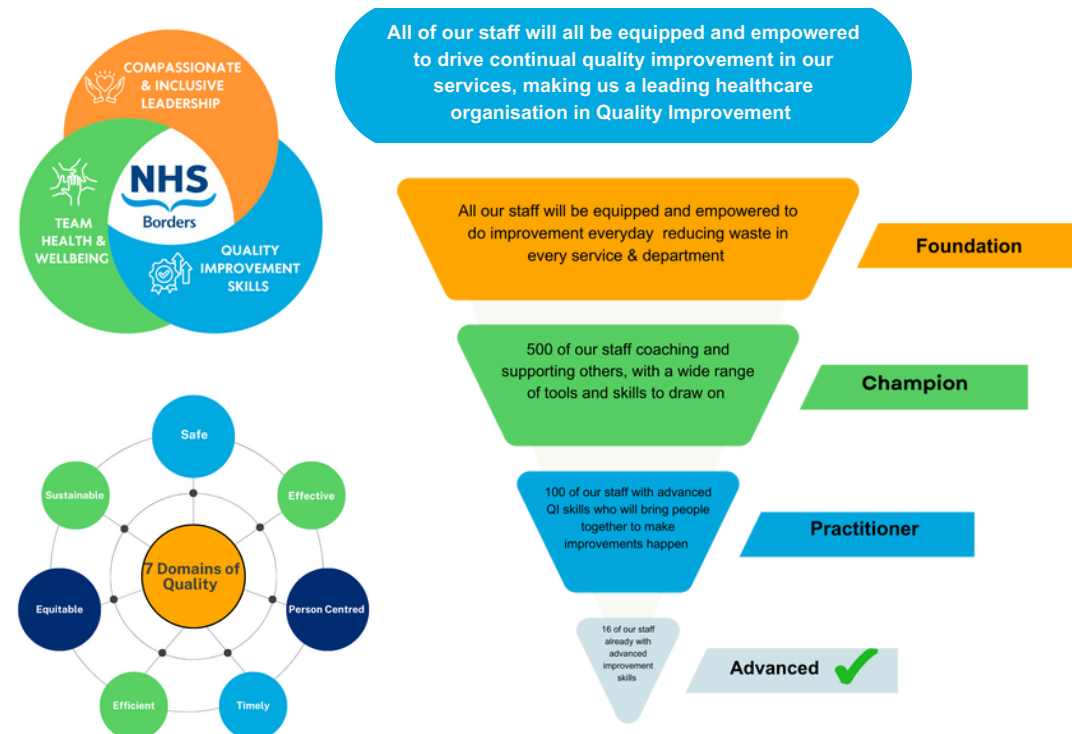 All of our staff will all be equipped and empowered
to drive continual quality improvement in our
services, making us a leading healthcare
organisation in Quality Improvement
COMPASSIONATE
& INCLUSIVE
LEADERSHIP
TEAM
HEALTH &
WELLBEING
NHS
Borders
QUALITY
IMPROVEMENT
SKILLS
All our staff will be equipped and empowered to
do improvement everyday reducing waste in
every service & department
Foundation
500 of our staff coaching and
supporting others, with a wide range
of tools and skills to draw on
Champion
100 of our staff with advanced
QI skills who will bring people
together to make
improvements happen
Practitioner
16 of our staff
already with
advanced
improvement
skills
Advanced
7 Domains of
Quality
Safe
Effective
Person Centred
Timely
Efficient
Equitable
Sustainable